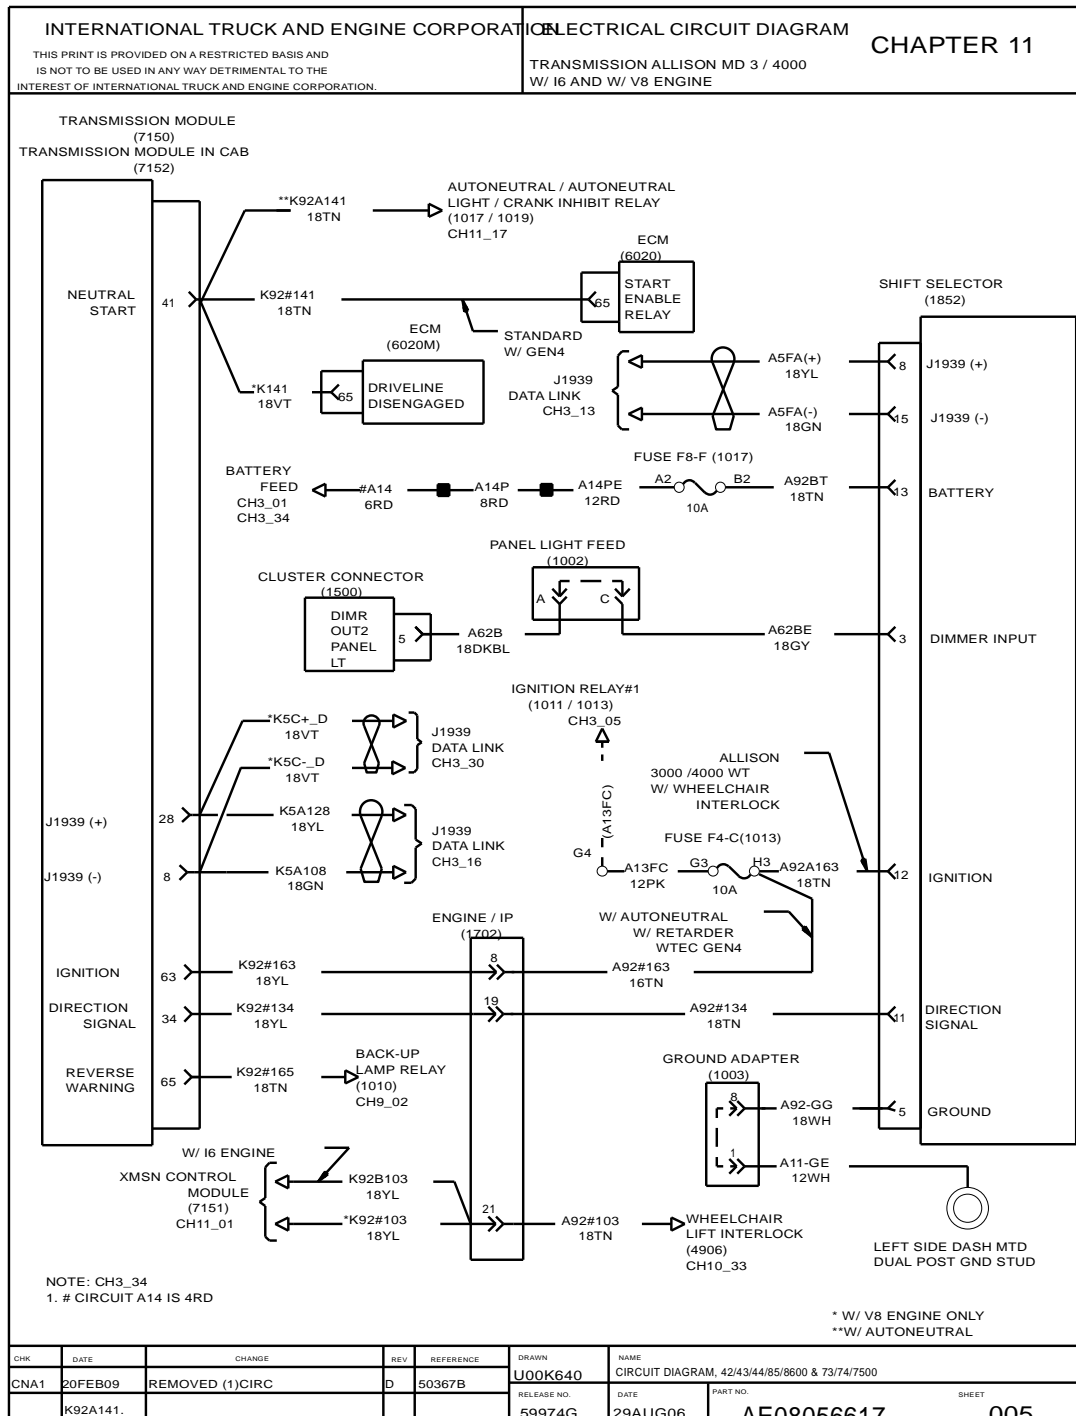 INTERNATIONAL TRUCK AND ENGINE CORPORATION
THIS PRINT IS PROVIDED ON A RESTRICTED BASIS AND
IS NOT TO BE USED IN ANY WAY DETRIMENTAL TO THE
INTEREST OF INTERNATIONAL TRUCK AND ENGINE CORPORATION.
ELECTRICAL CIRCUIT DIAGRAM
TRANSMISSION ALLISON MD 3 / 4000
W/ I6 AND W/ V8 ENGINE
CHAPTER 11
TRANSMISSION MODULE
(7150)
TRANSMISSION MODULE IN CAB
(7152)
**K92A141
18TN
AUTONEUTRAL / AUTONEUTRAL
LIGHT / CRANK INHIBIT RELAY
(1017 / 1019)
CH11_17
NEUTRAL
START
41
K92#141
18TN
STANDARD
W/ GEN4
ECM
(6020)
65
START
ENABLE
RELAY
*K141
18VT
ECM
(6020M)
65
DRIVELINE
DISENGAGED
SHIFT SELECTOR
(1852)
J1939
DATA LINK
CH3_13
A5FA(+)
18YL
8
J1939 (+)
A5FA(-)
18GN
15
J1939 (-)
BATTERY
FEED
CH3_01
CH3_34
#A14
6RD
A14P
8RD
A14PE
12RD
FUSE F8-F (1017)
A2
B2
10A
A92BT
18TN
13
BATTERY
CLUSTER CONNECTOR
(1500)
DIMR
OUT2
PANEL
LT
5
A62B
18DKBL
PANEL LIGHT FEED
(1002)
A
C
A62BE
18GY
3
DIMMER INPUT
*K5C+_D
18VT
*K5C-_D
18VT
J1939
DATA LINK
CH3_30
J1939 (+)
28
K5A128
18YL
J1939 (-)
8
K5A108
18GN
J1939
DATA LINK
CH3_16
IGNITION RELAY#1
(1011 / 1013)
CH3_05
(A13FC)
G4
A13FC
12PK
FUSE F4-C(1013)
G3
H3
10A
A92A163
18TN
ALLISON
3000 /4000 WT
W/ WHEELCHAIR
INTERLOCK
12
IGNITION
W/ AUTONEUTRAL
W/ RETARDER
WTEC GEN4
ENGINE / IP
(1702)
IGNITION
63
K92#163
18YL
8
A92#163
16TN
DIRECTION
SIGNAL
34
K92#134
18YL
19
A92#134
18TN
11
DIRECTION
SIGNAL
REVERSE
WARNING
65
K92#165
18TN
BACK-UP
LAMP RELAY
(1010)
CH9_02
GROUND ADAPTER
(1003)
8
A92-GG
18WH
5
GROUND
1
A11-GE
12WH
LEFT SIDE DASH MTD
DUAL POST GND STUD
W/ I6 ENGINE
XMSN CONTROL
MODULE
(7151)
CH11_01
K92B103
18YL
*K92#103
18YL
21
A92#103
18TN
WHEELCHAIR
LIFT INTERLOCK
(4906)
CH10_33
NOTE: CH3_34
1. # CIRCUIT A14 IS 4RD
* W/ V8 ENGINE ONLY
**W/ AUTONEUTRAL
CHK DATE CHANGE REV REFERENCE
CNA1 20FEB09 REMOVED (1)CIRC D 50367B
K92A141.
DRAWN
U00K640
NAME
CIRCUIT DIAGRAM, 42/43/44/85/8600 & 73/74/7500
RELEASE NO.
59974G
DATE
29AUG06
PART NO.
AE08056617
SHEET
005